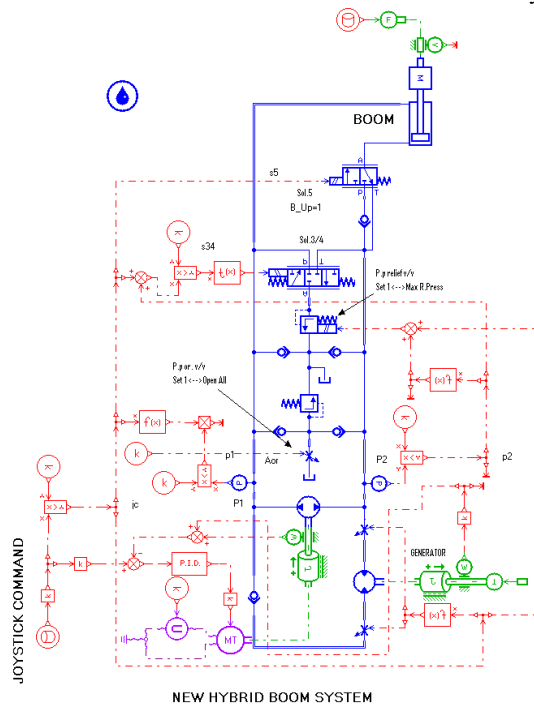 F
V
M
BOOM
A
s5
P T
Sol.5
B_Up=1
k
s34
Sol.3/4
X>Y
f(x)
P T
A
P.p relief v/v
Set 1<-->Max R.Press
f(x)
P.p or. v/v
Set 1<-->Open All
k
f(x)
k
p1
Aor
P2
X>Y
p2
k
k
X>Y
P
P
P1
X>Y
jc
k
W
GENERATOR
k
P.I.D.
J
W
J
T
k
k
k
U
MT
f(x)
JOYSTICK COMMAND
NEW HYBRID BOOM SYSTEM